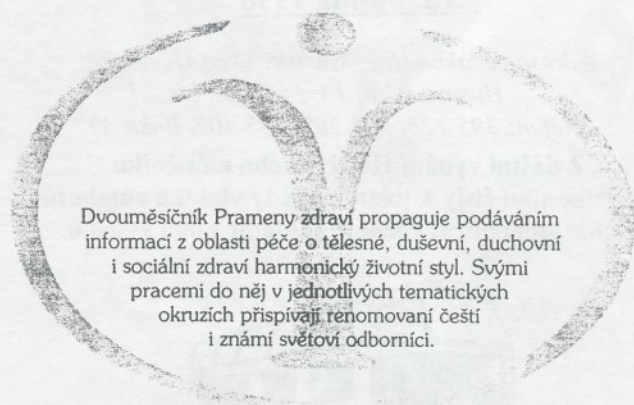 Dvouměsíčník Prameny zdraví propaguje podáváním
informací z oblasti péče o tělesné, duševní, duchovní
i sociální zdraví harmonický životní styl. Svými
pracemi do něj v jednotlivých tematických
okruzích přispívají renomovaní čeští
i známí světoví odborníci.